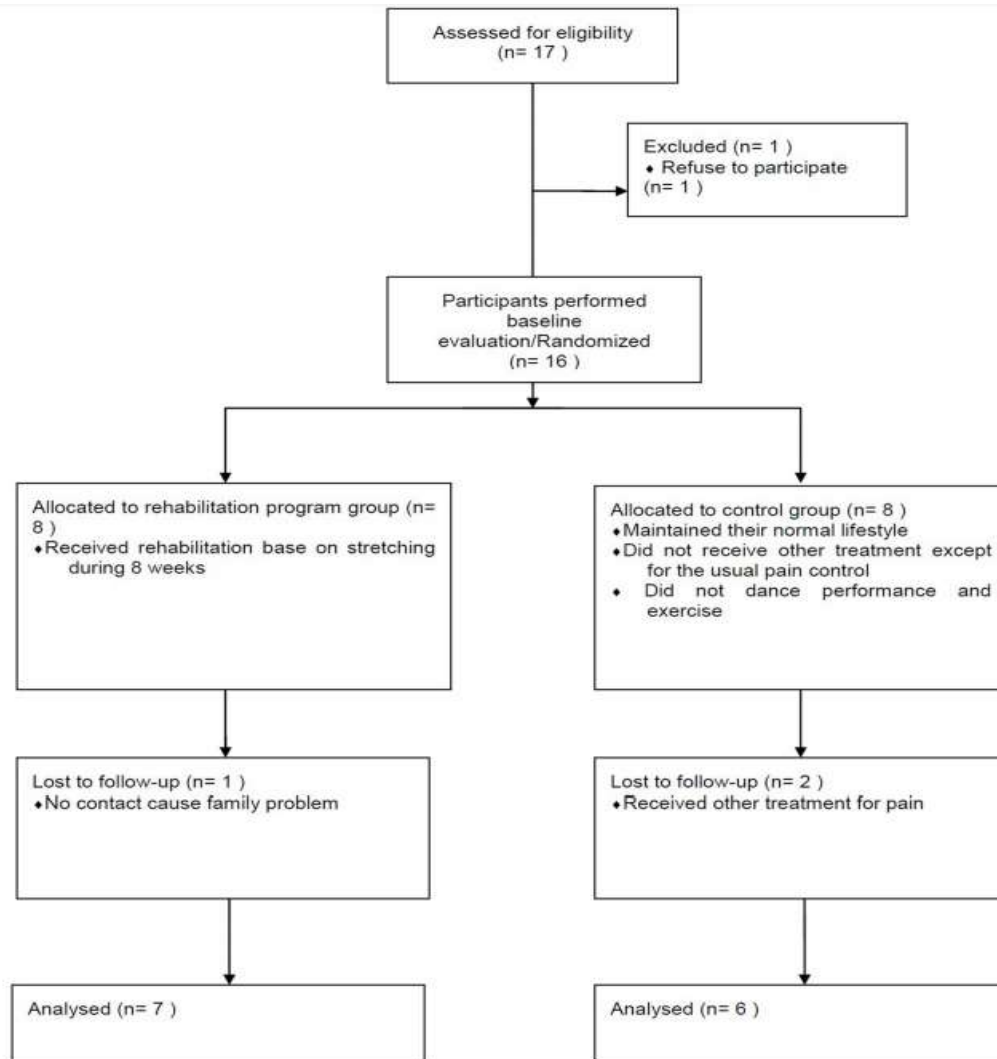 Assessed for eligibility
(n= 17 )
Excluded (n= 1 )
⬧ Refuse to participate
(n= 1 )
Participants performed
baseline
evaluation/Randomized
(n= 16 )
Allocated to rehabilitation program group (n=
8 )
⬧Received rehabilitation base on stretching
during 8 weeks
Allocated to control group (n= 8 )
⬧Maintained their normal lifestyle
⬧Did not receive other treatment except
for the usual pain control
⬧ Did not dance performance and
exercise
Lost to follow-up (n= 1 )
⬧No contact cause family problem
Lost to follow-up (n= 2 )
⬧Received other treatment for pain
Analysed (n= 7 )
Analysed (n= 6 )